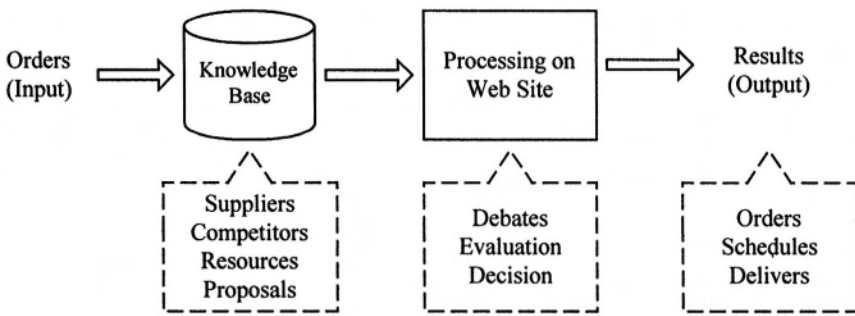 Orders
(Input)
Knowledge
Base
Processing on
Web Site
Results
(Output)
Suppliers
Competitors
Resources
Proposals
Debates
Evaluation
Decision
Orders
Schedules
Delivers